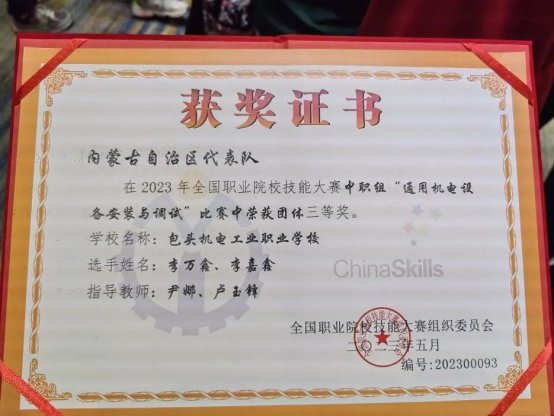 获奖证书
内蒙古自治区代表队
在2023年全国职业院校技能大赛中职组“通用机电设
备安装与调试”比赛中荣获团体三等奖。
学校名称：包头机电工业职业学校
选手姓名：李万鑫、李嘉鑫
指导教师：尹娜、卢玉锋
ChinaSkills
全国职业院校技能大赛组织委员会
二〇二三年五月
编号:202300093